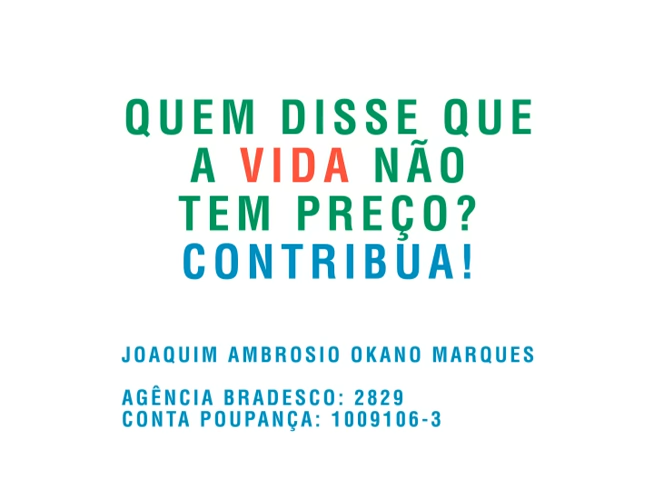 QUEM DISSE QUE
A VIDA NÃO
TEM PREÇO?
CONTRIBUA!
JOAQUIM AMBROSIO OKANO MARQUES
AGÊNCIA BRADESCO: 2829
CONTA POUPANÇA: 1009106-3